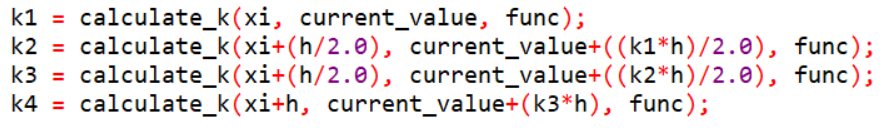 k1 = calculate_k(xi, current_value, func);
k2 = calculate_k(xi+(h/2.0), current_value+((k1*h)/2.0), func);
k3 = calculate_k(xi+(h/2.0), current_value+((k2*h)/2.0), func);
k4 = calculate_k(xi+h, current_value+(k3*h), func);